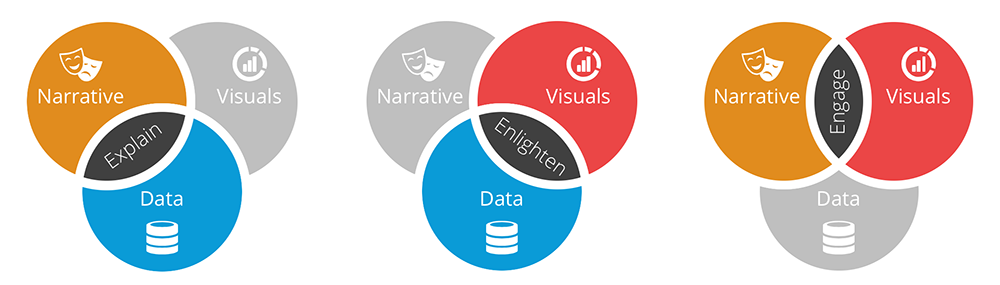 Narrative
Visuals
Explain
Data
Narrative
Visuals
Enlighten
Data
Narrative
Engage
Visuals
Data